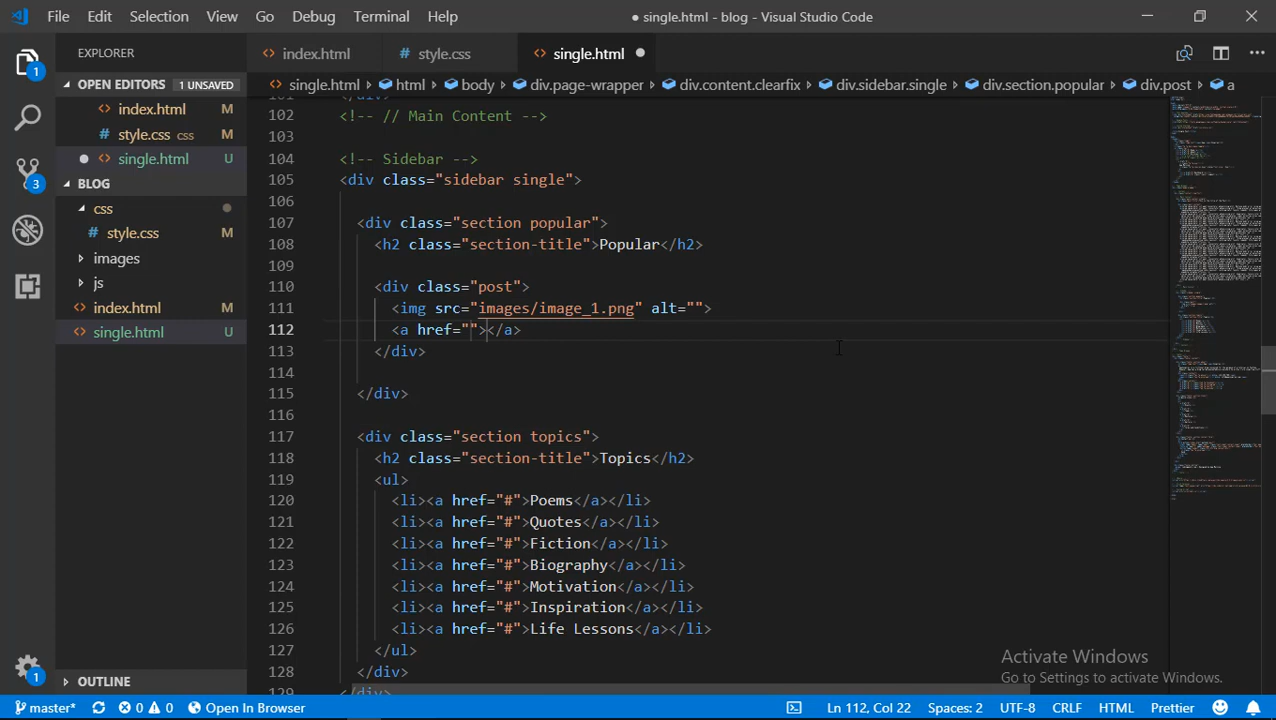 File Edit Selection View Go Debug Terminal Help
● single.html - blog - Visual Studio Code
EXPLORER
index.html style.css single.html
OPEN EDITORS 1 UNSAVED
single.html html body div.page-wrapper div.content.clearfix div.sidebar.single div.section.popular div.post a
index.html M
style.css css M
single.html U
BLOG
css
style.css M
images
js
index.html M
single.html U
OUTLINE
1
3
1
102 <!-- // Main Content -->
103
104 <!-- Sidebar -->
105 <div class="sidebar single">
106
107 <div class="section popular">
108 <h2 class="section-title">Popular</h2>
109
110 <div class="post">
111 <img src="images/image_1.png" alt="">
112 <a href=""></a>
113 </div>
114
115 </div>
116
117 <div class="section topics">
118 <h2 class="section-title">Topics</h2>
119 <ul>
120 <li><a href="#">Poems</a></li>
121 <li><a href="#">Quotes</a></li>
122 <li><a href="#">Fiction</a></li>
123 <li><a href="#">Biography</a></li>
124 <li><a href="#">Motivation</a></li>
125 <li><a href="#">Inspiration</a></li>
126 <li><a href="#">Life Lessons</a></li>
127 </ul>
128 </div>
129 </div>
Activate Windows
Go to Settings to activate Windows.
master* 0 0 Open In Browser Ln 112, Col 22 Spaces: 2 UTF-8 CRLF HTML Prettier